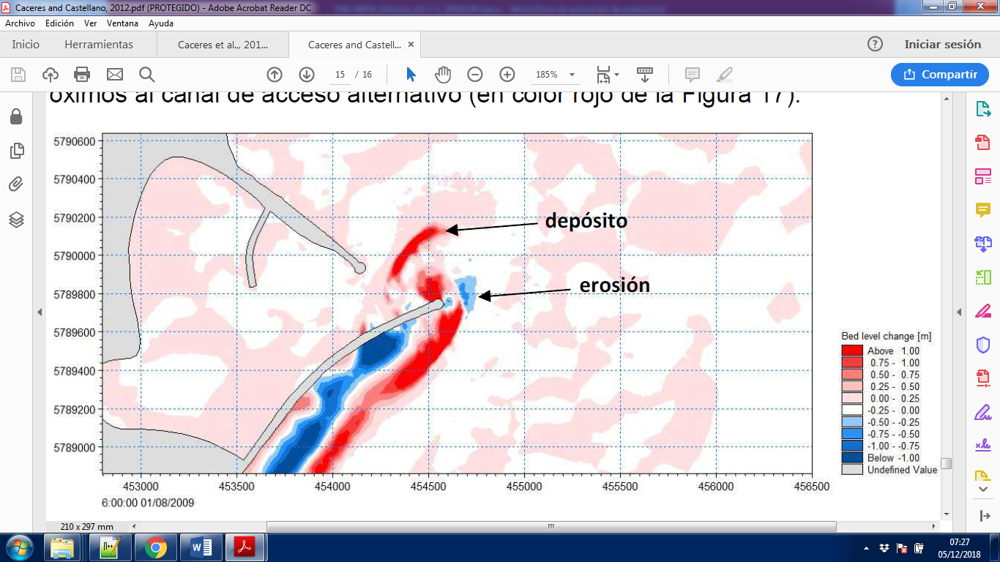 Caceres and Castellano, 2012.pdf (PROTEGIDO) - Adobe Acrobat Reader DC
Archivo Edición Ver Ventana Ayuda
Inicio Herramientas Caceres et al.,, 201... Caceres and Castell... × ? Iniciar sesión
15 / 16 185% Compartir
óximos al canal de acceso alternativo (en color rojo de la Figura 17).
5790600
5790400
5790200
5790000
5789800
5789600
5789400
5789200
5789000
depósito
erosión
453000 453500 454000 454500 455000 455500 456000 456500
6:00:00 01/08/2009
Bed level change [m]
Above 1.00
0.75 - 1.00
0.50 - 0.75
0.25 - 0.50
0.00 - 0.25
-0.25 - 0.00
-0.50 - -0.25
-0.75 - -0.50
-1.00 - -0.75
Below -1.00
Undefined Value
210 x 297 mm
07:27
05/12/2018